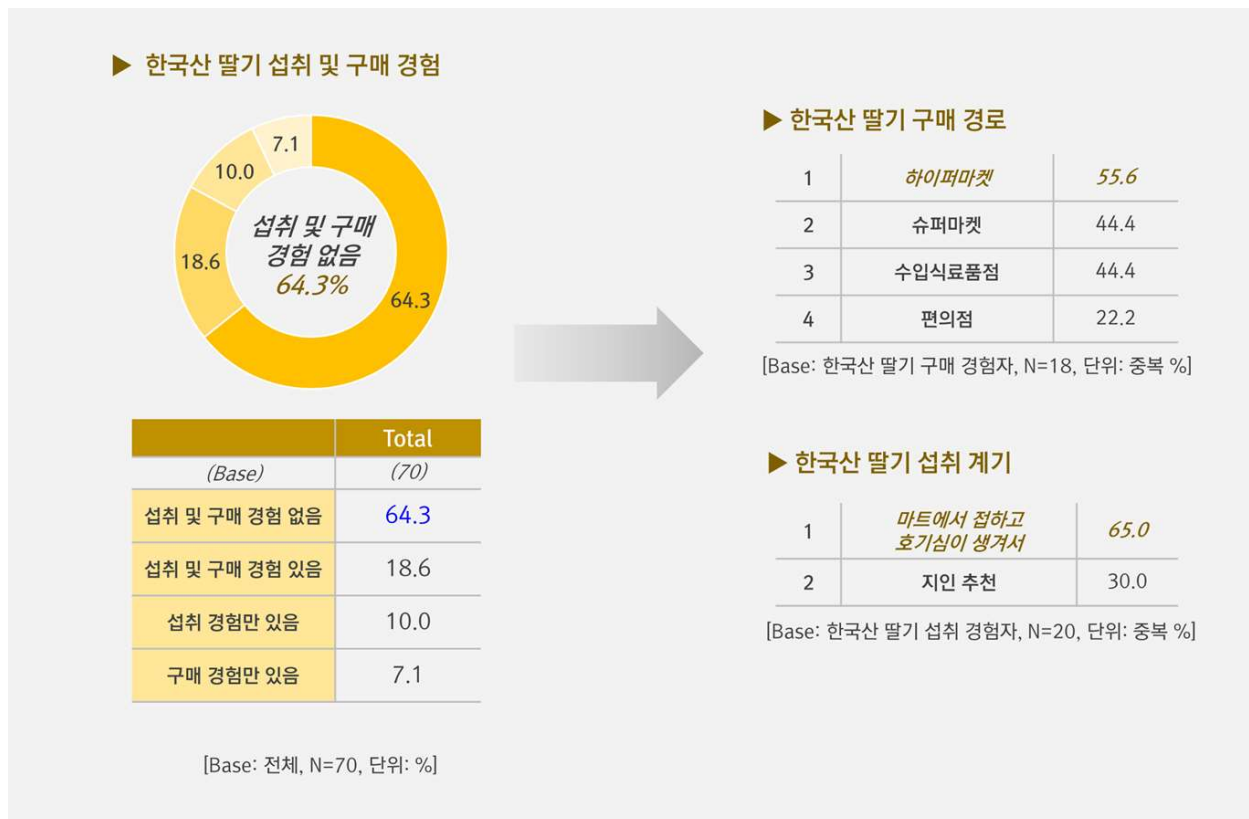 ▶ 한국산 딸기 섭취 및 구매 경험
7.1
10.0
18.6
64.3
섭취 및 구매
경험 없음
64.3%
Total
(Base) (70)
섭취 및 구매 경험 없음 64.3
섭취 및 구매 경험 있음 18.6
섭취 경험만 있음 10.0
구매 경험만 있음 7.1
[Base: 전체, N=70, 단위: %]
▶ 한국산 딸기 구매 경로
1 하이퍼마켓 55.6
2 슈퍼마켓 44.4
3 수입식료품점 44.4
4 편의점 22.2
[Base: 한국산 딸기 구매 경험자, N=18, 단위: 중복 %]
▶ 한국산 딸기 섭취 계기
1 마트에서 접하고
호기심이 생겨서 65.0
2 지인 추천 30.0
[Base: 한국산 딸기 섭취 경험자, N=20, 단위: 중복 %]